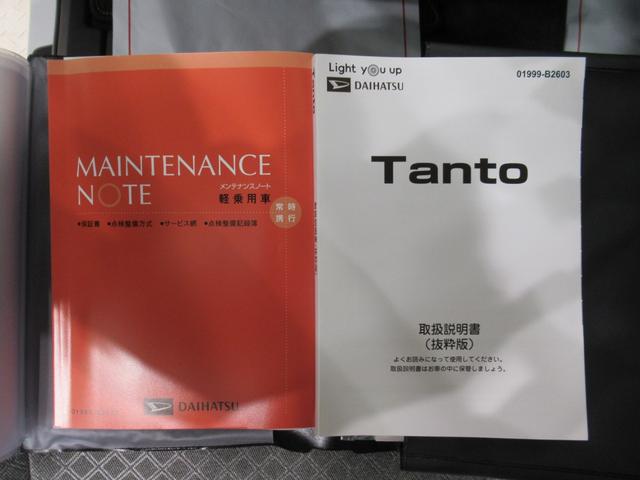 MAINTENANCE
NOTE
メンテナンスノート
軽乗用車
常時
携行
•保証書 •点検整備方式 •サービス網 •点検整備記録簿
DAIHATSU
Light you up
DAIHATSU
01999-B2603
Tanto
取扱説明書
（抜粋版）
よくお読みになって使用してください。
取扱説明書はお車の中に保管しましょう。